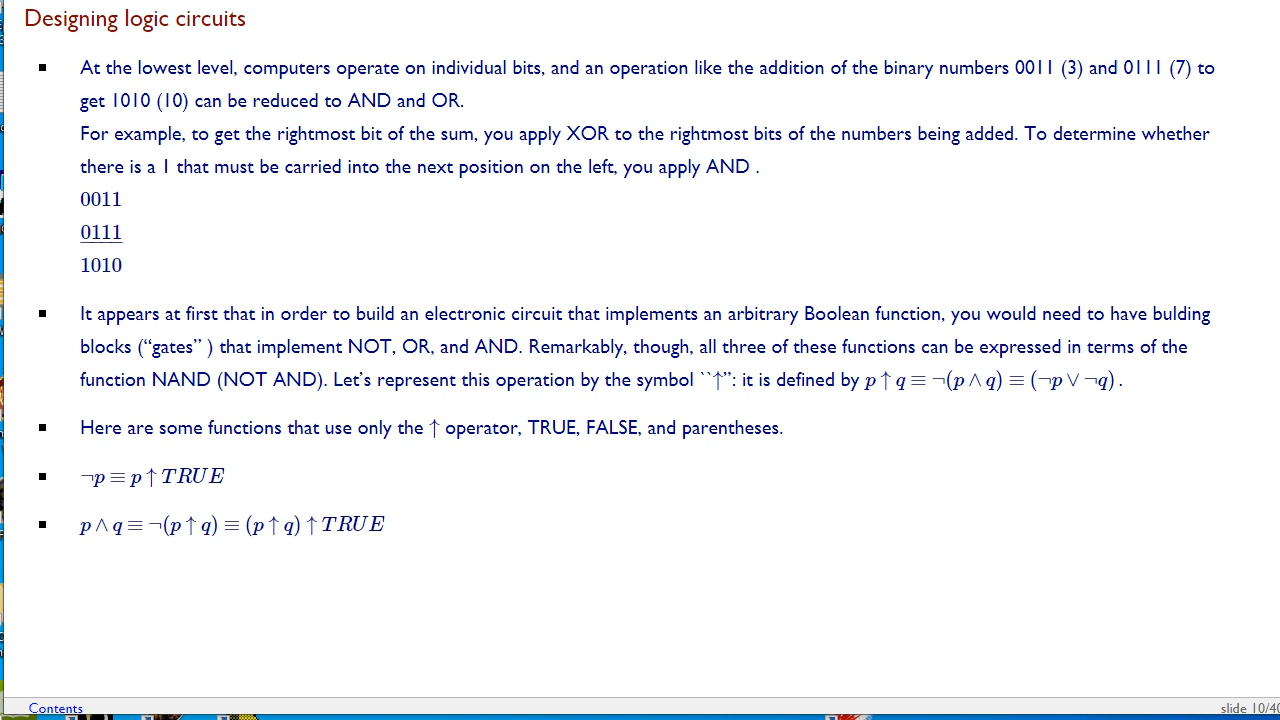 Designing logic circuits
At the lowest level, computers operate on individual bits, and an operation like the addition of the binary numbers 0011 (3) and 0111 (7) to
get 1010 (10) can be reduced to AND and OR.
For example, to get the rightmost bit of the sum, you apply XOR to the rightmost bits of the numbers being added. To determine whether
there is a 1 that must be carried into the next position on the left, you apply AND .
0011
0111
1010
It appears at first that in order to build an electronic circuit that implements an arbitrary Boolean function, you would need to have bulding
blocks (“gates” ) that implement NOT, OR, and AND. Remarkably, though, all three of these functions can be expressed in terms of the
function NAND (NOT AND). Let’s represent this operation by the symbol ``↑”: it is defined by p ↑ q ≡ ¬(p ∧ q) ≡ (¬p ∨ ¬q) .
Here are some functions that use only the ↑ operator, TRUE, FALSE, and parentheses.
¬p ≡ p ↑ TRUE
p ∧ q ≡ ¬(p ↑ q) ≡ (p ↑ q) ↑ TRUE
Contents
slide 10/40